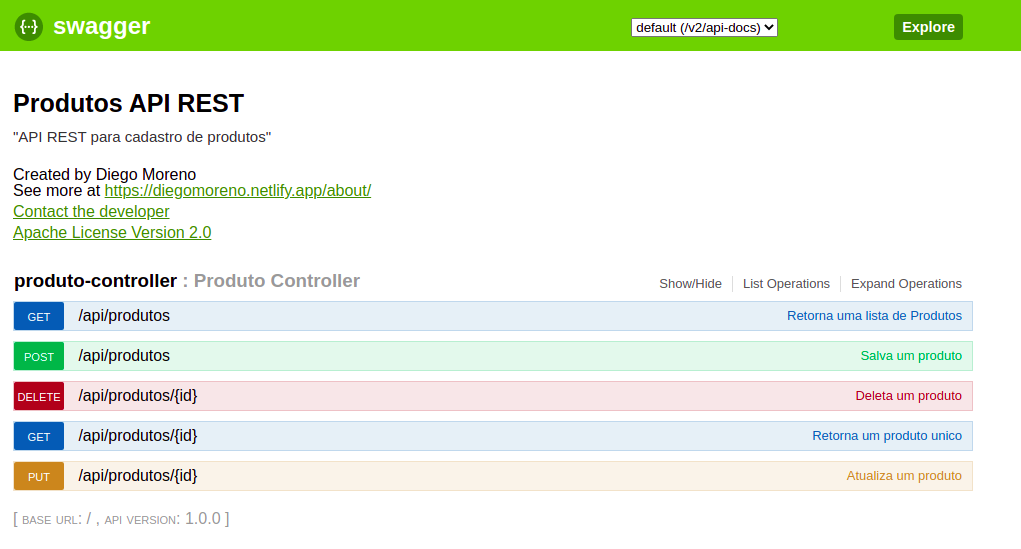 {···} swagger default (/v2/api-docs) Explore
Produtos API REST
"API REST para cadastro de produtos"
Created by Diego Moreno
See more at https://diegomoreno.netlify.app/about/
Contact the developer
Apache License Version 2.0
produto-controller : Produto Controller Show/Hide List Operations Expand Operations
GET /api/produtos Retorna uma lista de Produtos
POST /api/produtos Salva um produto
DELETE /api/produtos/{id} Deleta um produto
GET /api/produtos/{id} Retorna um produto unico
PUT /api/produtos/{id} Atualiza um produto
[ BASE URL: / , API VERSION: 1.0.0 ]